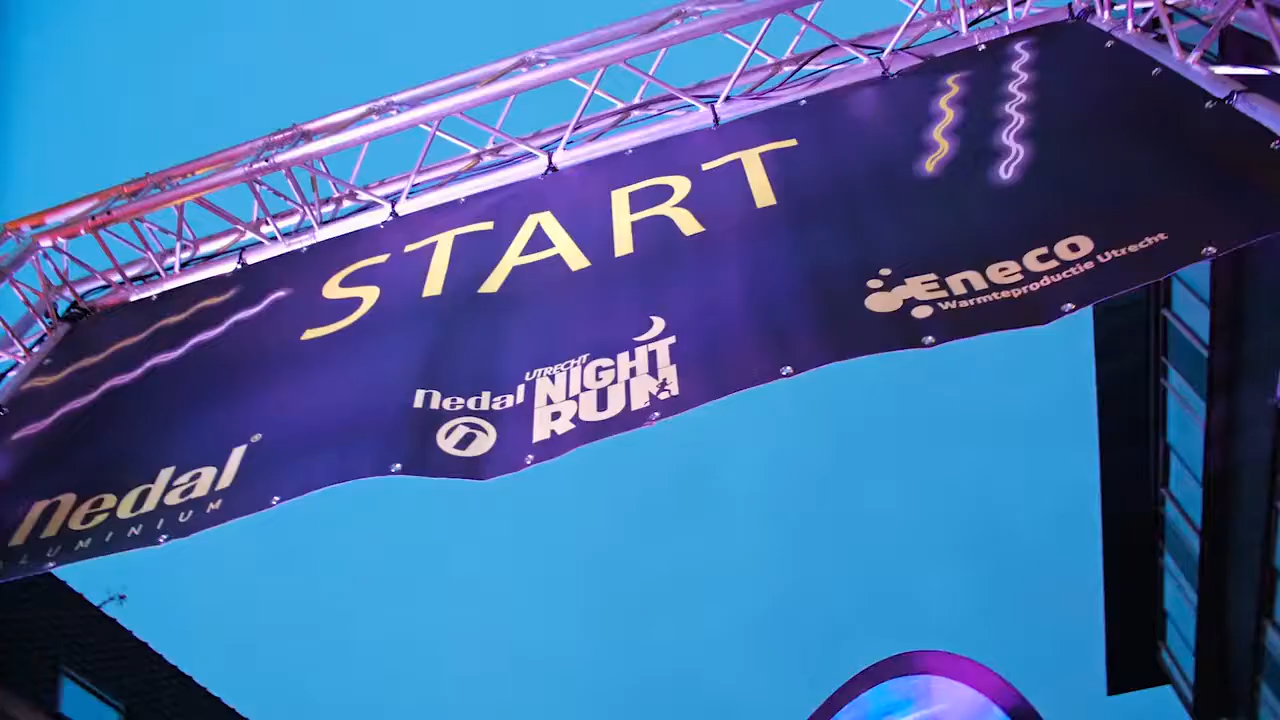 START
nedal
ALUMINIUM
nedal
UTRECHT
NIGHT
RUN
Eneco
Warmteproductie Utrecht